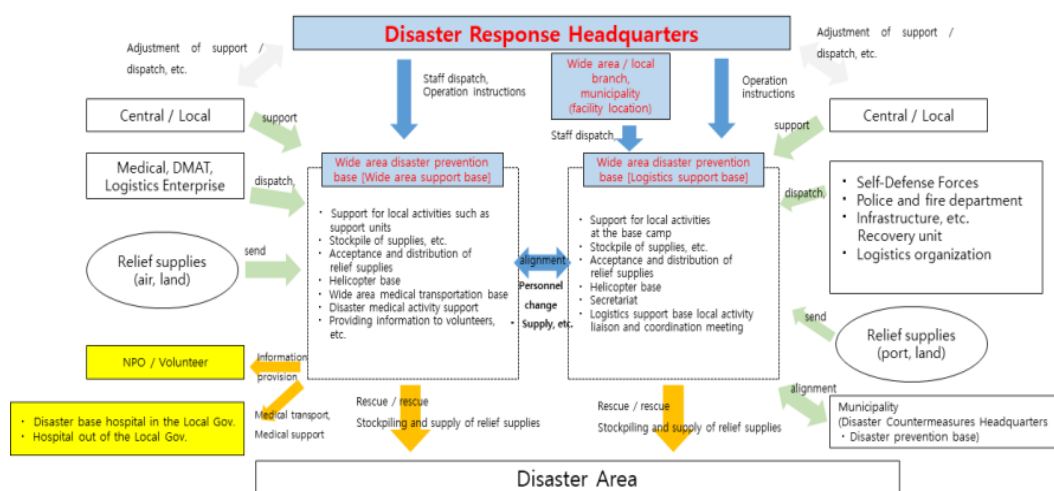 Disaster Response Headquarters
Adjustment of support /
dispatch, etc.
Adjustment of support /
dispatch, etc.
Staff dispatch,
Operation instructions
Wide area / local
branch,
municipality
(facility location)
Operation
instructions
Central / Local
support
Staff dispatch,
support
Central / Local
Medical, DMAT,
Logistics Enterprise
dispatch,
Wide area disaster prevention
base [Wide area support base]
Wide area disaster prevention
base [Logistics support base]
dispatch,
• Self-Defense Forces
• Police and fire department
• Infrastructure, etc.
Recovery unit
• Logistics organization
• Support for local activities such as
support units
• Stockpile of supplies, etc.
• Acceptance and distribution of
relief supplies
• Helicopter base
• Wide area medical transportation base
• Disaster medical activity support
• Providing information to volunteers,
etc.
alignment
Personnel
change
• Supply, etc.
• Support for local activities
at the base camp
• Stockpile of supplies, etc.
• Acceptance and distribution of
relief supplies
• Helicopter base
• Secretariat
• Logistics support base local activity
liaison and coordination meeting
Relief supplies
(air, land)
send
send
Relief supplies
(port, land)
NPO / Volunteer
Information
provision
• Disaster base hospital in the Local Gov.
• Hospital out of the Local Gov.
Medical transport,
Medical support
Rescue / rescue
Stockpiling and supply of relief supplies
Rescue / rescue
Stockpiling and supply of relief supplies
alignment
Municipality
(Disaster Countermeasures Headquarters
• Disaster prevention base)
Disaster Area